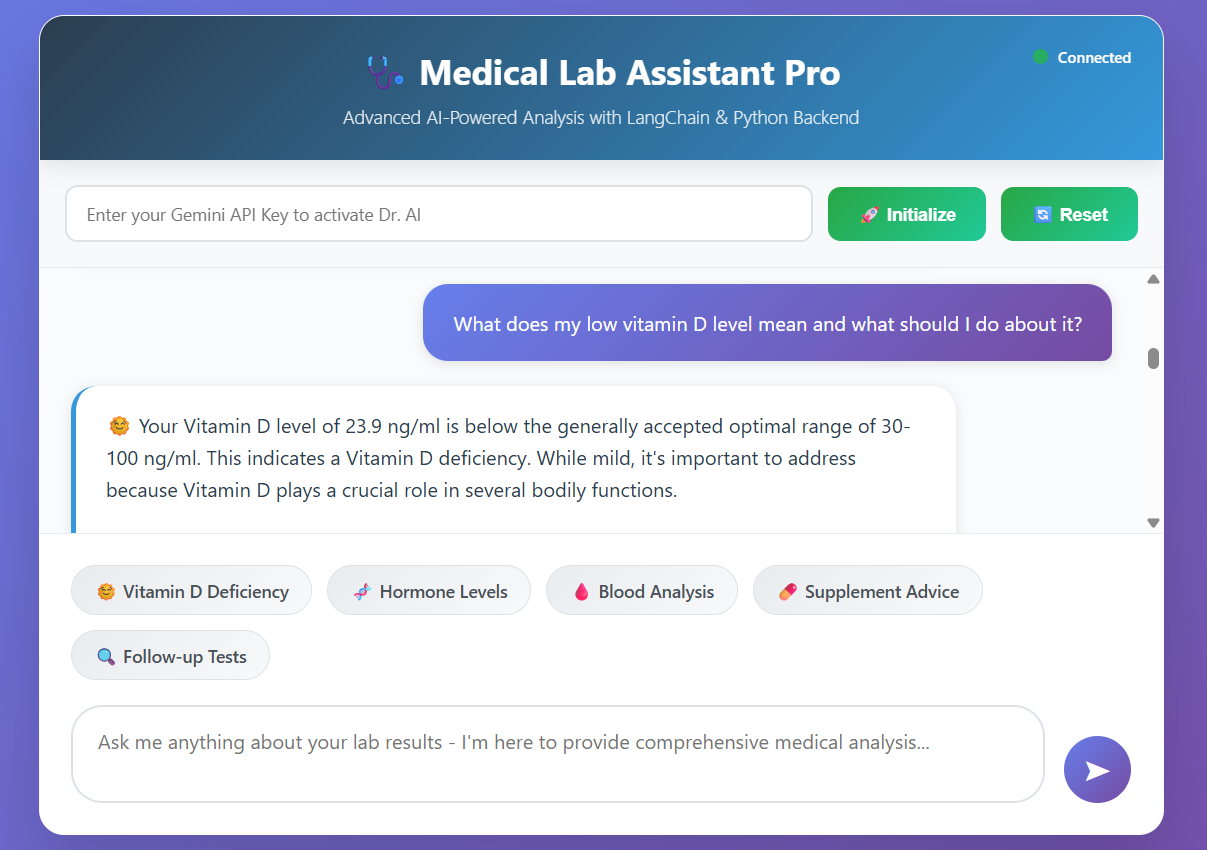 Medical Lab Assistant Pro
Connected
Advanced AI-Powered Analysis with LangChain & Python Backend
Enter your Gemini API Key to activate Dr. AI
Initialize
Reset
What does my low vitamin D level mean and what should I do about it?
Your Vitamin D level of 23.9 ng/ml is below the generally accepted optimal range of 30-
100 ng/ml. This indicates a Vitamin D deficiency. While mild, it's important to address
because Vitamin D plays a crucial role in several bodily functions.
Vitamin D Deficiency
Hormone Levels
Blood Analysis
Supplement Advice
Follow-up Tests
Ask me anything about your lab results - I'm here to provide comprehensive medical analysis...